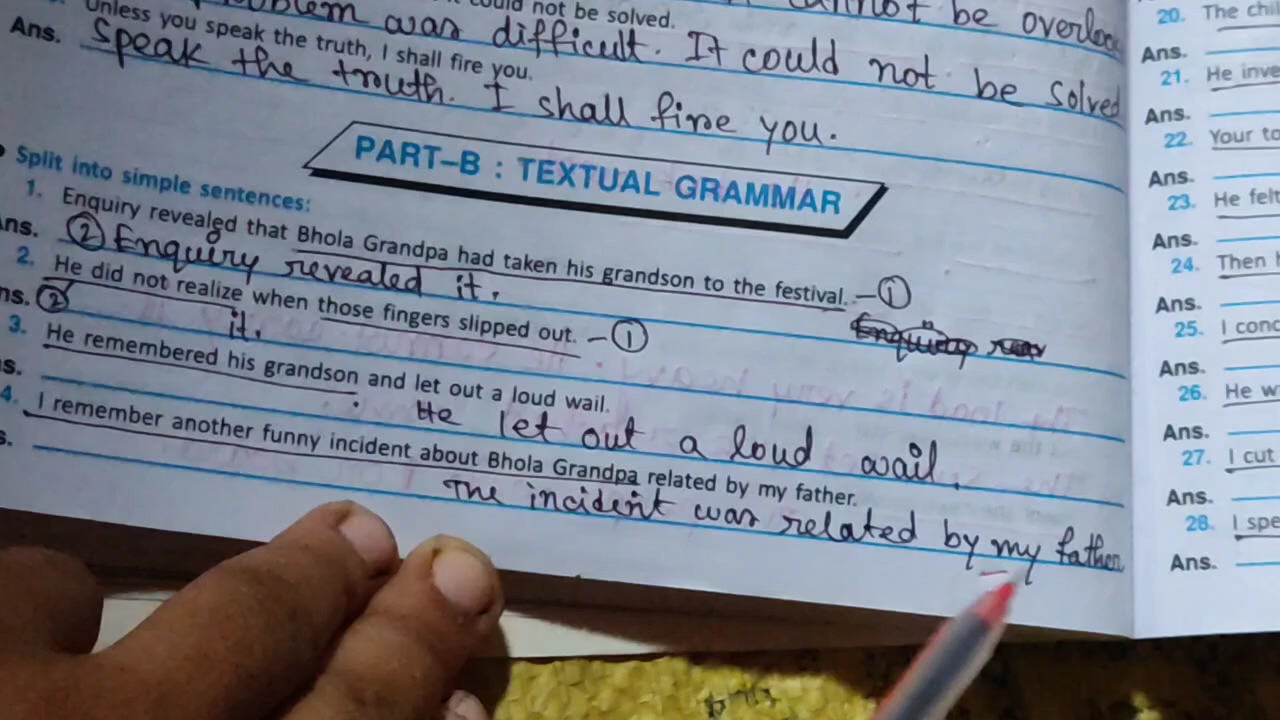 could not be solved.
cannot be overlook
problem was difficult. It could not be solved
Unless you speak the truth, I shall fire you.
Ans. Speak the trouth. I shall fire you.
PART–B : TEXTUAL GRAMMAR
Split into simple sentences:
1. Enquiry revealed that Bhola Grandpa had taken his grandson to the festival. – ①
Ans. ② Enquiry revealed it.
2. He did not realize when those fingers slipped out. – ①
ns. ② it.
3. He remembered his grandson and let out a loud wail.
s. . He let out a loud wail.
4. I remember another funny incident about Bhola Grandpa related by my father.
s. The incident was related by my father
20. The chil
Ans.
21. He inve
Ans.
22. Your to
Ans.
23. He felt
Ans.
24. Then h
Ans.
25. I conc
Ans.
26. He w
Ans.
27. I cut
Ans.
28. I spe
Ans.